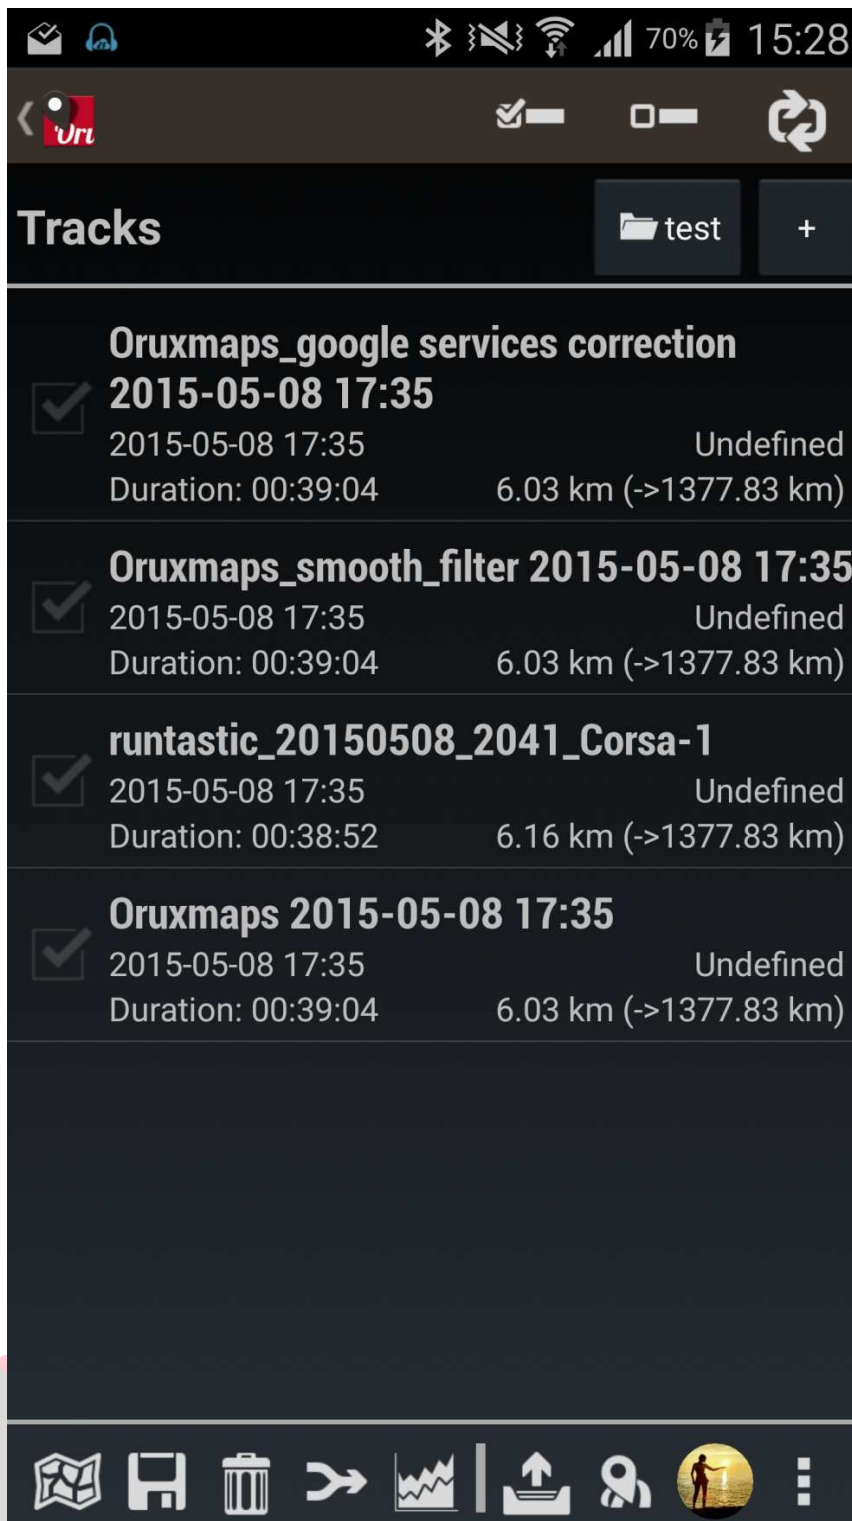 70% 15:28
Oru
Tracks test +
Oruxmaps_google services correction
2015-05-08 17:35
2015-05-08 17:35 Undefined
Duration: 00:39:04 6.03 km (->1377.83 km)
Oruxmaps_smooth_filter 2015-05-08 17:35
2015-05-08 17:35 Undefined
Duration: 00:39:04 6.03 km (->1377.83 km)
runtastic_20150508_2041_Corsa-1
2015-05-08 17:35 Undefined
Duration: 00:38:52 6.16 km (->1377.83 km)
Oruxmaps 2015-05-08 17:35
2015-05-08 17:35 Undefined
Duration: 00:39:04 6.03 km (->1377.83 km)